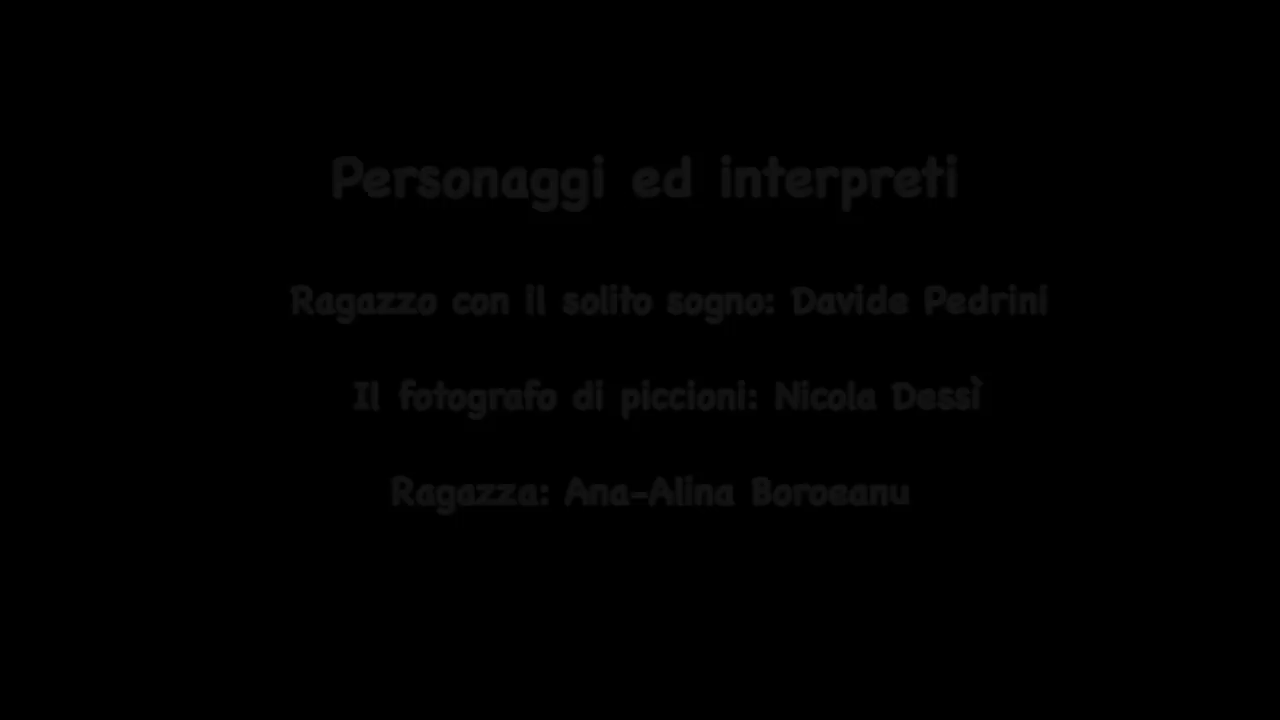 Personaggi ed interpreti
Ragazzo con il solito sogno: Davide Pedrini
Il fotografo di piccioni: Nicola Dessì
Ragazza: Ana-Alina Boroeanu